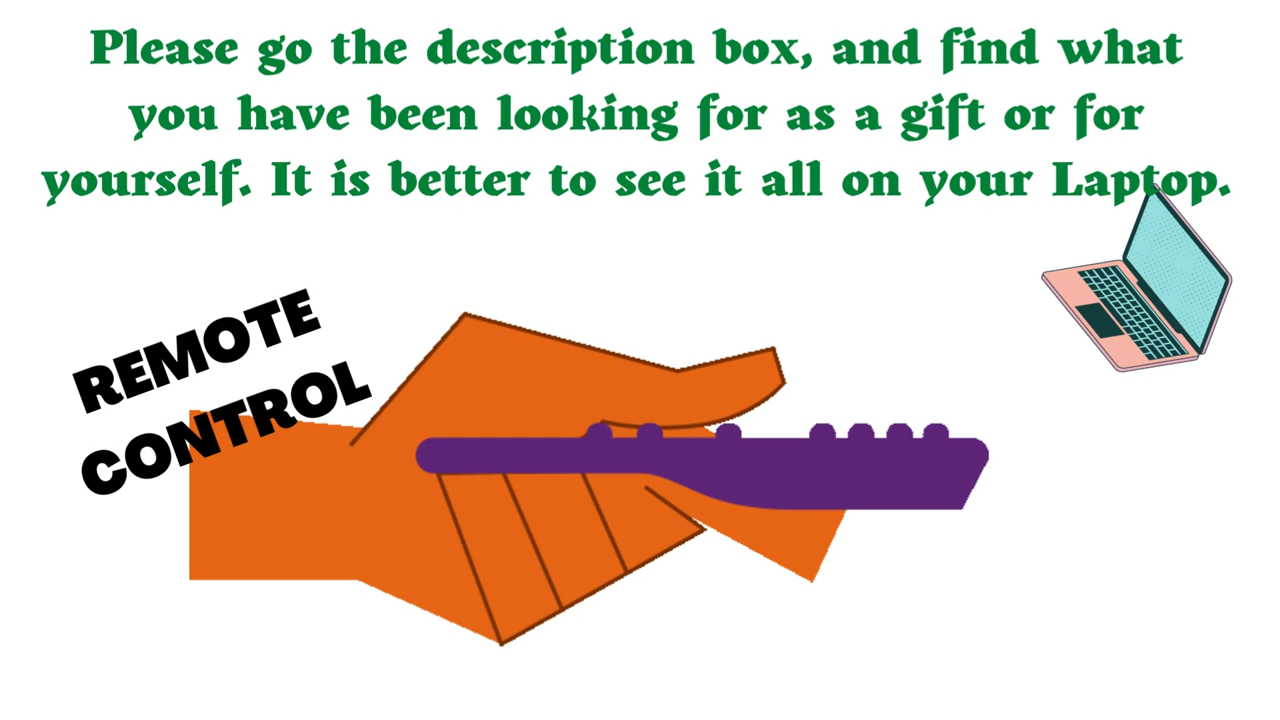 Please go the description box, and find what
you have been looking for as a gift or for
yourself. It is better to see it all on your Laptop.
REMOTE
CONTROL